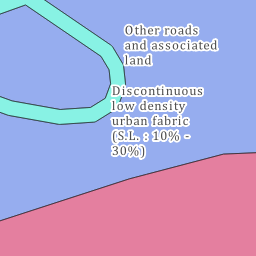 Other roads
and associated
land
Discontinuous
low density
urban fabric
(S.L. : 10% -
30%)